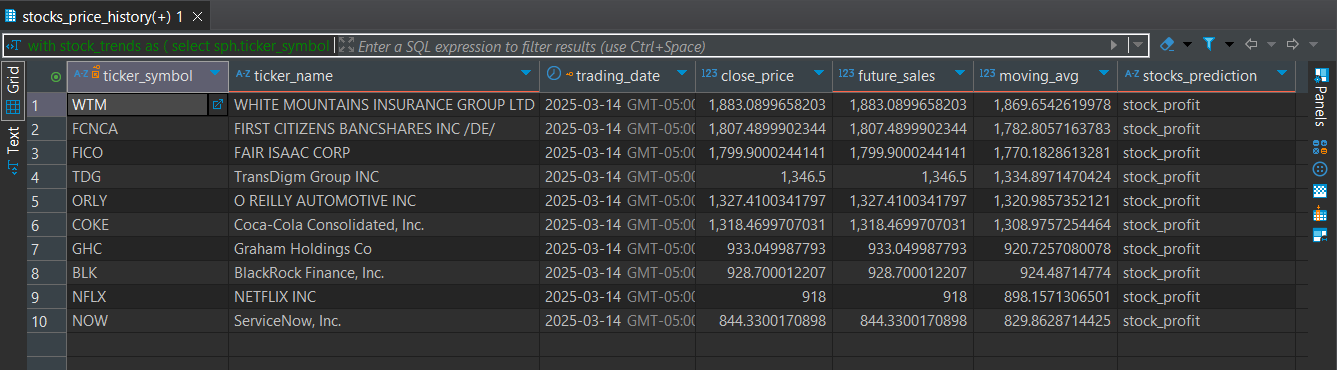 stocks_price_history(+) 1
with stock_trends as ( select sph.ticker_symbol Enter a SQL expression to filter results (use Ctrl+Space)
Grid
Text
Panels
ticker_symbol ticker_name trading_date close_price future_sales moving_avg stocks_prediction
1 WTM WHITE MOUNTAINS INSURANCE GROUP LTD 2025-03-14 GMT-05:00 1,883.0899658203 1,883.0899658203 1,869.6542619978 stock_profit
2 FCNCA FIRST CITIZENS BANCSHARES INC /DE/ 2025-03-14 GMT-05:00 1,807.4899902344 1,807.4899902344 1,782.8057163783 stock_profit
3 FICO FAIR ISAAC CORP 2025-03-14 GMT-05:00 1,799.9000244141 1,799.9000244141 1,770.1828613281 stock_profit
4 TDG TransDigm Group INC 2025-03-14 GMT-05:00 1,346.5 1,346.5 1,334.8971470424 stock_profit
5 ORLY O REILLY AUTOMOTIVE INC 2025-03-14 GMT-05:00 1,327.4100341797 1,327.4100341797 1,320.9857352121 stock_profit
6 COKE Coca-Cola Consolidated, Inc. 2025-03-14 GMT-05:00 1,318.4699707031 1,318.4699707031 1,308.9757254464 stock_profit
7 GHC Graham Holdings Co 2025-03-14 GMT-05:00 933.049987793 933.049987793 920.7257080078 stock_profit
8 BLK BlackRock Finance, Inc. 2025-03-14 GMT-05:00 928.700012207 928.700012207 924.48714774 stock_profit
9 NFLX NETFLIX INC 2025-03-14 GMT-05:00 918 918 898.1571306501 stock_profit
10 NOW ServiceNow, Inc. 2025-03-14 GMT-05:00 844.3300170898 844.3300170898 829.8628714425 stock_profit